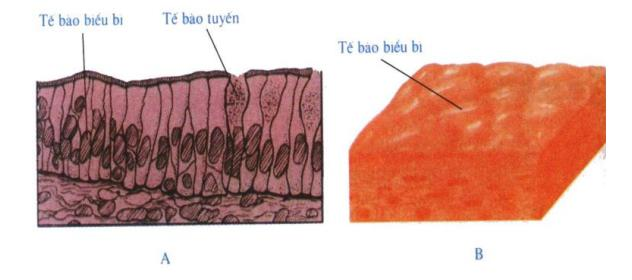 Tế bào biểu bì
Tế bào tuyến
Tế bào biểu bì
A
B